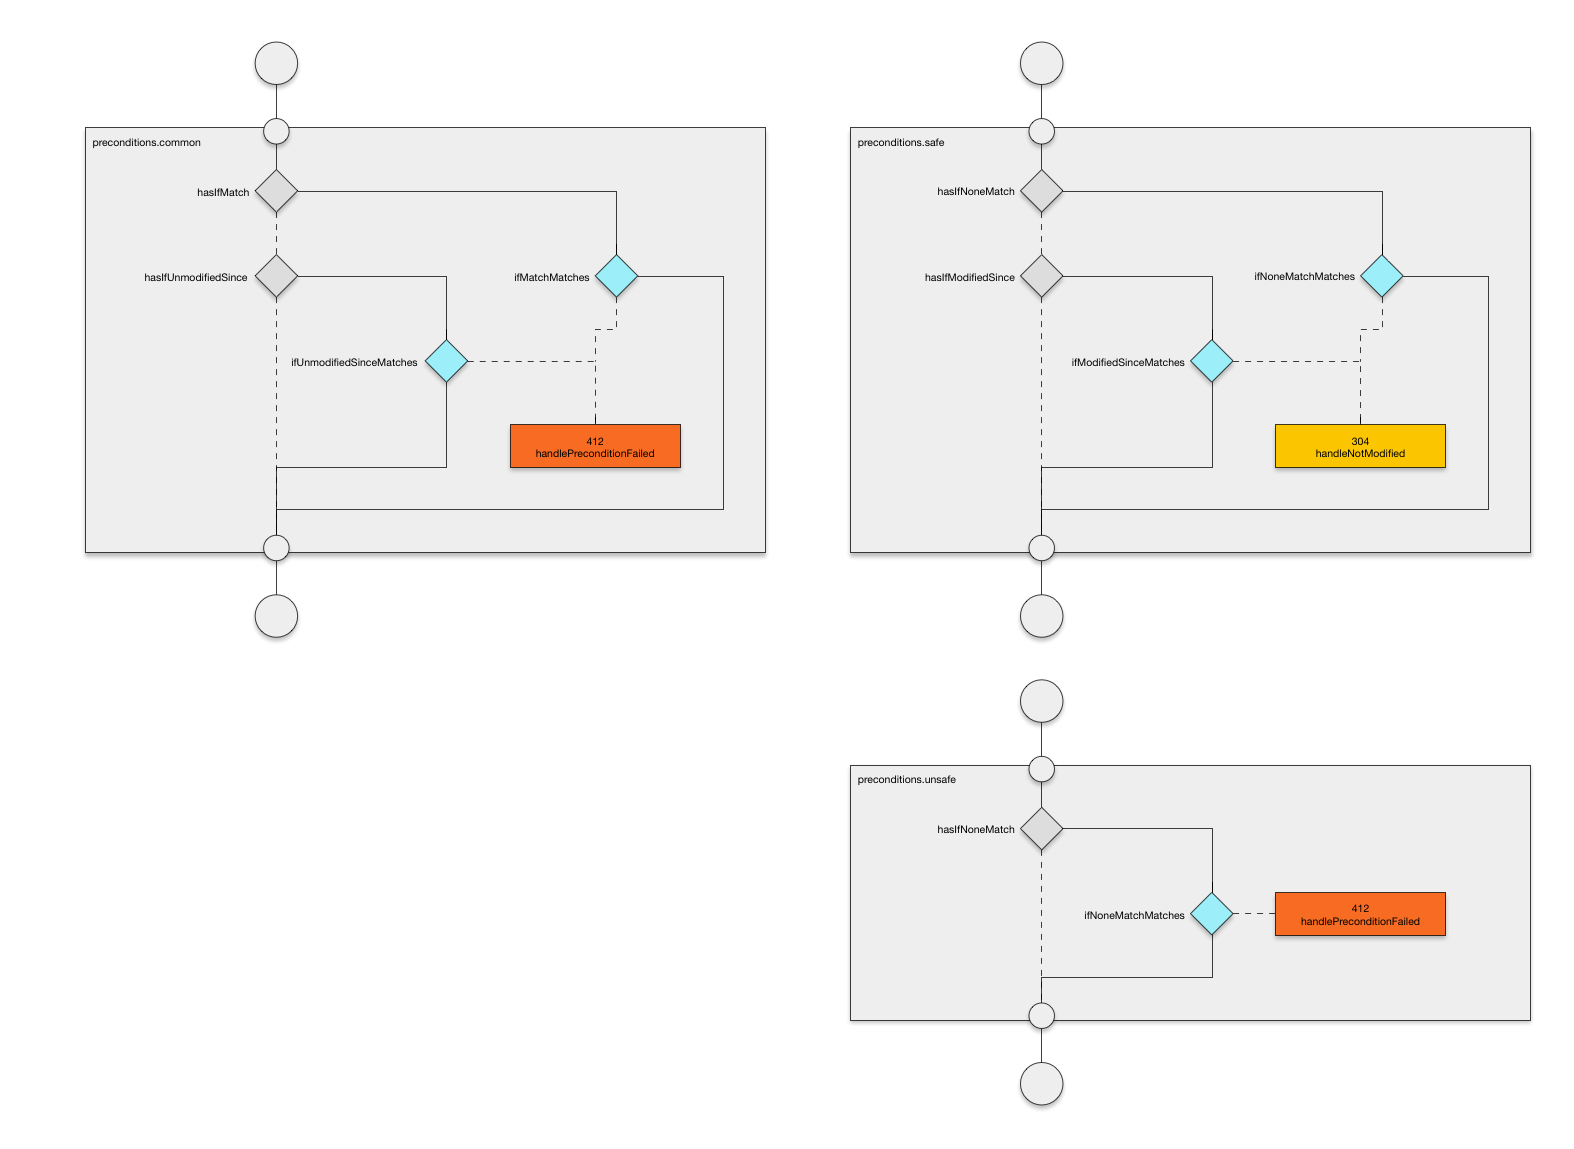 preconditions.common
hasIfMatch
hasIfUnmodifiedSince
ifMatchMatches
ifUnmodifiedSinceMatches
412
handlePreconditionFailed
preconditions.safe
hasIfNoneMatch
hasIfModifiedSince
ifNoneMatchMatches
ifModifiedSinceMatches
304
handleNotModified
preconditions.unsafe
hasIfNoneMatch
ifNoneMatchMatches
412
handlePreconditionFailed